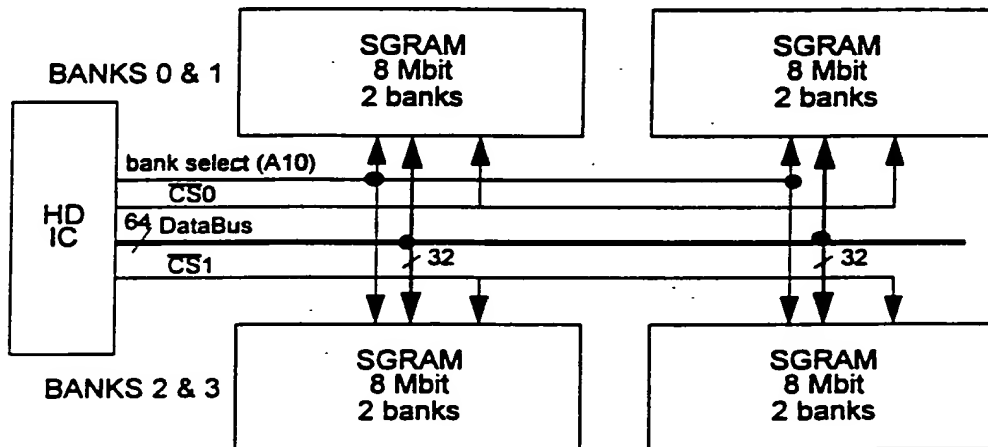 SGRAM
8 Mbit
2 banks
SGRAM
8 Mbit
2 banks
BANKS 0 & 1
bank select (A10)
CS0
HD
IC
64 DataBus
32
32
CS1
SGRAM
8 Mbit
2 banks
SGRAM
8 Mbit
2 banks
BANKS 2 & 3